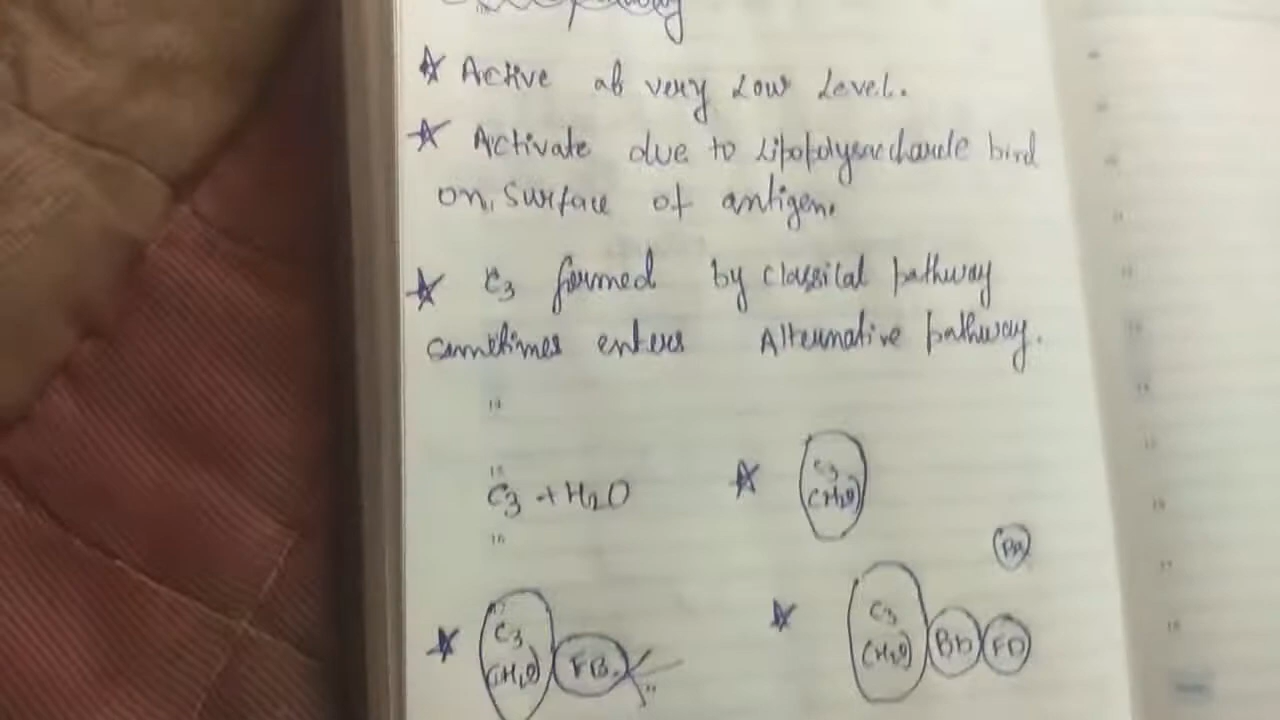 Active at very Low Level.
Activate due to Lipopolysaccharide bind
on surface of antigen.
C3 formed by classical pathway
sometimes enters Alternative pathway.
C3 + H2O
C3
(H2O)
Ba
C3
(H2O) FB
C3
(H2O) Bb FD